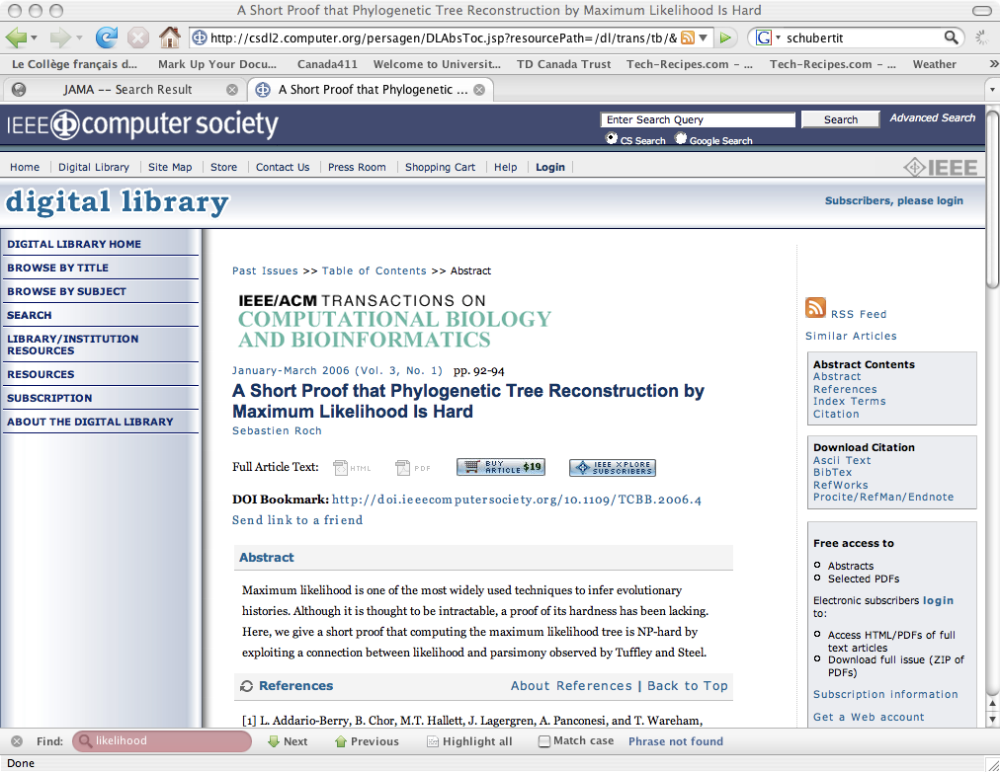 A Short Proof that Phylogenetic Tree Reconstruction by Maximum Likelihood Is Hard
http://csdl2.computer.org/persagen/DLAbsToc.jsp?resourcePath=/dl/trans/tb/&
G schubertit
Le Collège français d... Mark Up Your Docu... Canada411 Welcome to Universit... TD Canada Trust Tech-Recipes.com - ... Tech-Recipes.com - ... Weather »
JAMA -- Search Result A Short Proof that Phylogenetic ...
IEEE computer society
Enter Search Query Search Advanced Search
CS Search Google Search
Home Digital Library Site Map Store Contact Us Press Room Shopping Cart Help Login
IEEE
digital library
Subscribers, please login
DIGITAL LIBRARY HOME
BROWSE BY TITLE
BROWSE BY SUBJECT
SEARCH
LIBRARY/INSTITUTION
RESOURCES
RESOURCES
SUBSCRIPTION
ABOUT THE DIGITAL LIBRARY
Past Issues >> Table of Contents >> Abstract
IEEE/ACM TRANSACTIONS ON
COMPUTATIONAL BIOLOGY
AND BIOINFORMATICS
January-March 2006 (Vol. 3, No. 1) pp. 92-94
A Short Proof that Phylogenetic Tree Reconstruction by
Maximum Likelihood Is Hard
Sebastien Roch
Full Article Text: HTML PDF BUY ARTICLE $19 IEEE XPLORE SUBSCRIBERS
DOI Bookmark: http://doi.ieeecomputersociety.org/10.1109/TCBB.2006.4
Send link to a friend
Abstract
Maximum likelihood is one of the most widely used techniques to infer evolutionary
histories. Although it is thought to be intractable, a proof of its hardness has been lacking.
Here, we give a short proof that computing the maximum likelihood tree is NP-hard by
exploiting a connection between likelihood and parsimony observed by Tuffley and Steel.
References About References | Back to Top
[1] L. Addario-Berry, B. Chor, M.T. Hallett, J. Lagergren, A. Panconesi, and T. Wareham,
RSS Feed
Similar Articles
Abstract Contents
Abstract
References
Index Terms
Citation
Download Citation
Ascii Text
BibTex
RefWorks
Procite/RefMan/Endnote
Free access to
Abstracts
Selected PDFs
Electronic subscribers login
to:
Access HTML/PDFs of full
text articles
Download full issue (ZIP of
PDFs)
Subscription information
Get a Web account
Find: likelihood Next Previous Highlight all Match case Phrase not found
Done